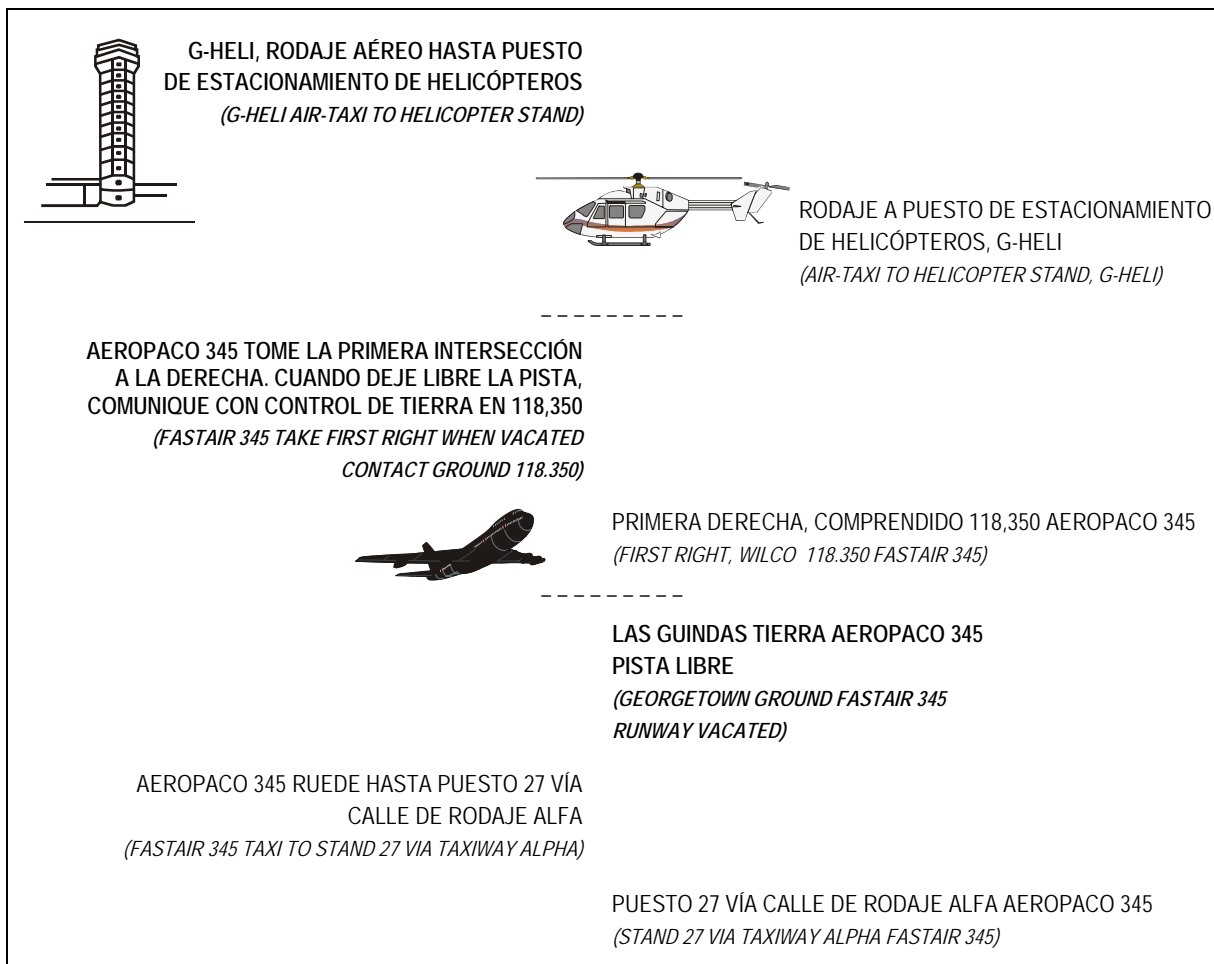 G-HELI, RODAJE AÉREO HASTA PUESTO
DE ESTACIONAMIENTO DE HELICÓPTEROS
(G-HELI AIR-TAXI TO HELICOPTER STAND)
RODAJE A PUESTO DE ESTACIONAMIENTO
DE HELICÓPTEROS, G-HELI
(AIR-TAXI TO HELICOPTER STAND, G-HELI)
AEROPACO 345 TOME LA PRIMERA INTERSECCIÓN
A LA DERECHA. CUANDO DEJE LIBRE LA PISTA,
COMUNIQUE CON CONTROL DE TIERRA EN 118,350
(FASTAIR 345 TAKE FIRST RIGHT WHEN VACATED
CONTACT GROUND 118.350)
PRIMERA DERECHA, COMPRENDIDO 118,350 AEROPACO 345
(FIRST RIGHT, WILCO 118.350 FASTAIR 345)
LAS GUINDAS TIERRA AEROPACO 345
PISTA LIBRE
(GEORGETOWN GROUND FASTAIR 345
RUNWAY VACATED)
AEROPACO 345 RUEDE HASTA PUESTO 27 VÍA
CALLE DE RODAJE ALFA
(FASTAIR 345 TAXI TO STAND 27 VIA TAXIWAY ALPHA)
PUESTO 27 VÍA CALLE DE RODAJE ALFA AEROPACO 345
(STAND 27 VIA TAXIWAY ALPHA FASTAIR 345)